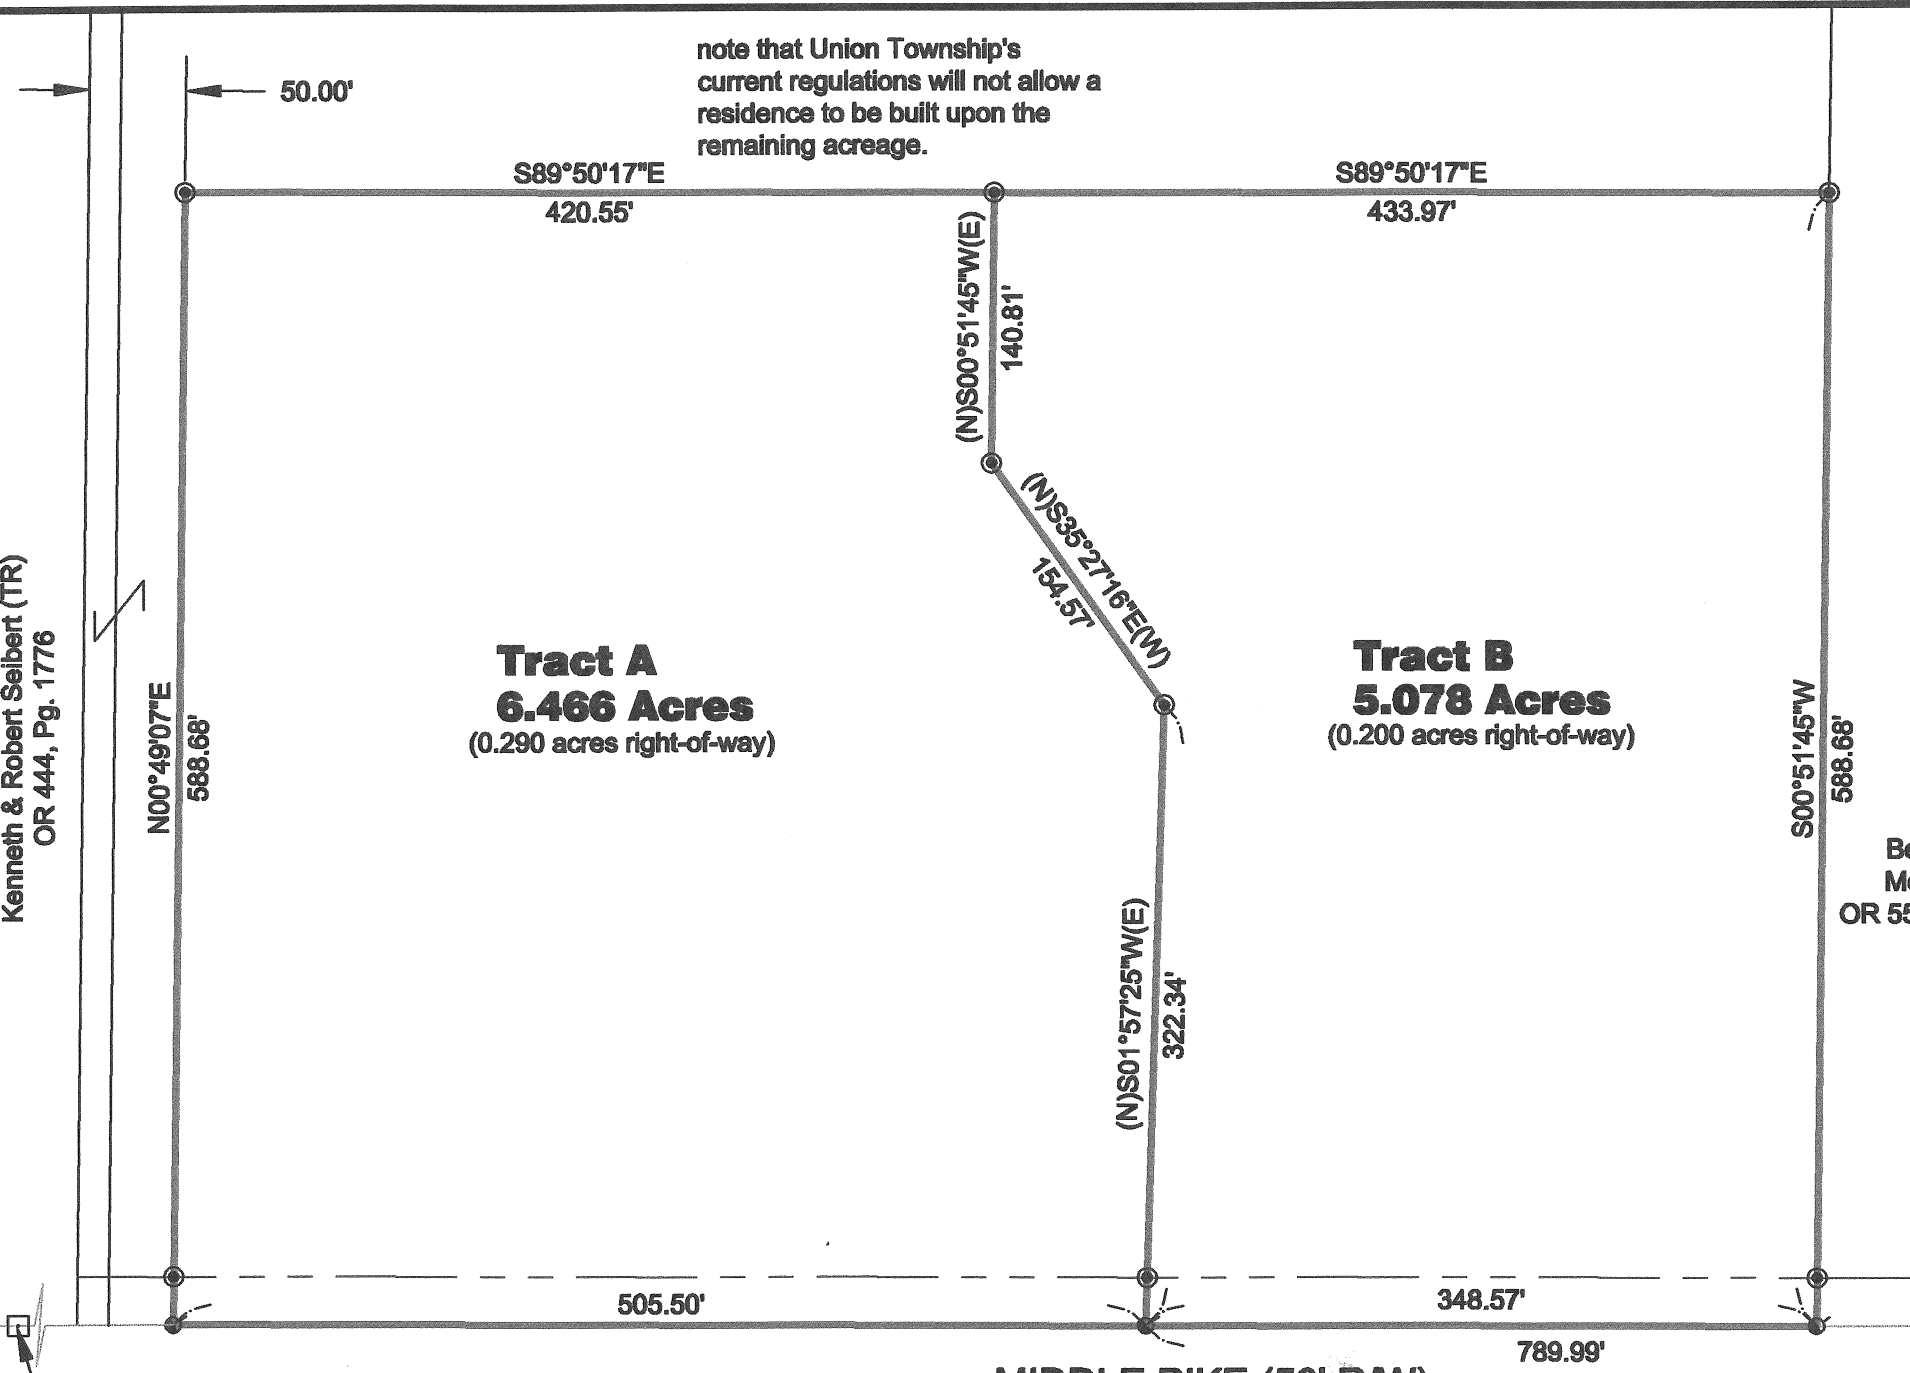 note that Union Township's
current regulations will not allow a
residence to be built upon the
remaining acreage.
50.00'
S89°50'17"E
420.55'
S89°50'17"E
433.97'
(N)S00°51'45"W(E)
140.81'
(N)S35°27'16"E(W)
154.57'
Kenneth & Robert Seibert (TR)
OR 444, Pg. 1776
N00°49'07"E
588.68'
Tract A
6.466 Acres
(0.290 acres right-of-way)
Tract B
5.078 Acres
(0.200 acres right-of-way)
S00°51'45"W
588.68'
OR 55
(N)S01°57'25"W(E)
322.34'
505.50'
348.57'
789.99'
MIDDLE PIKE